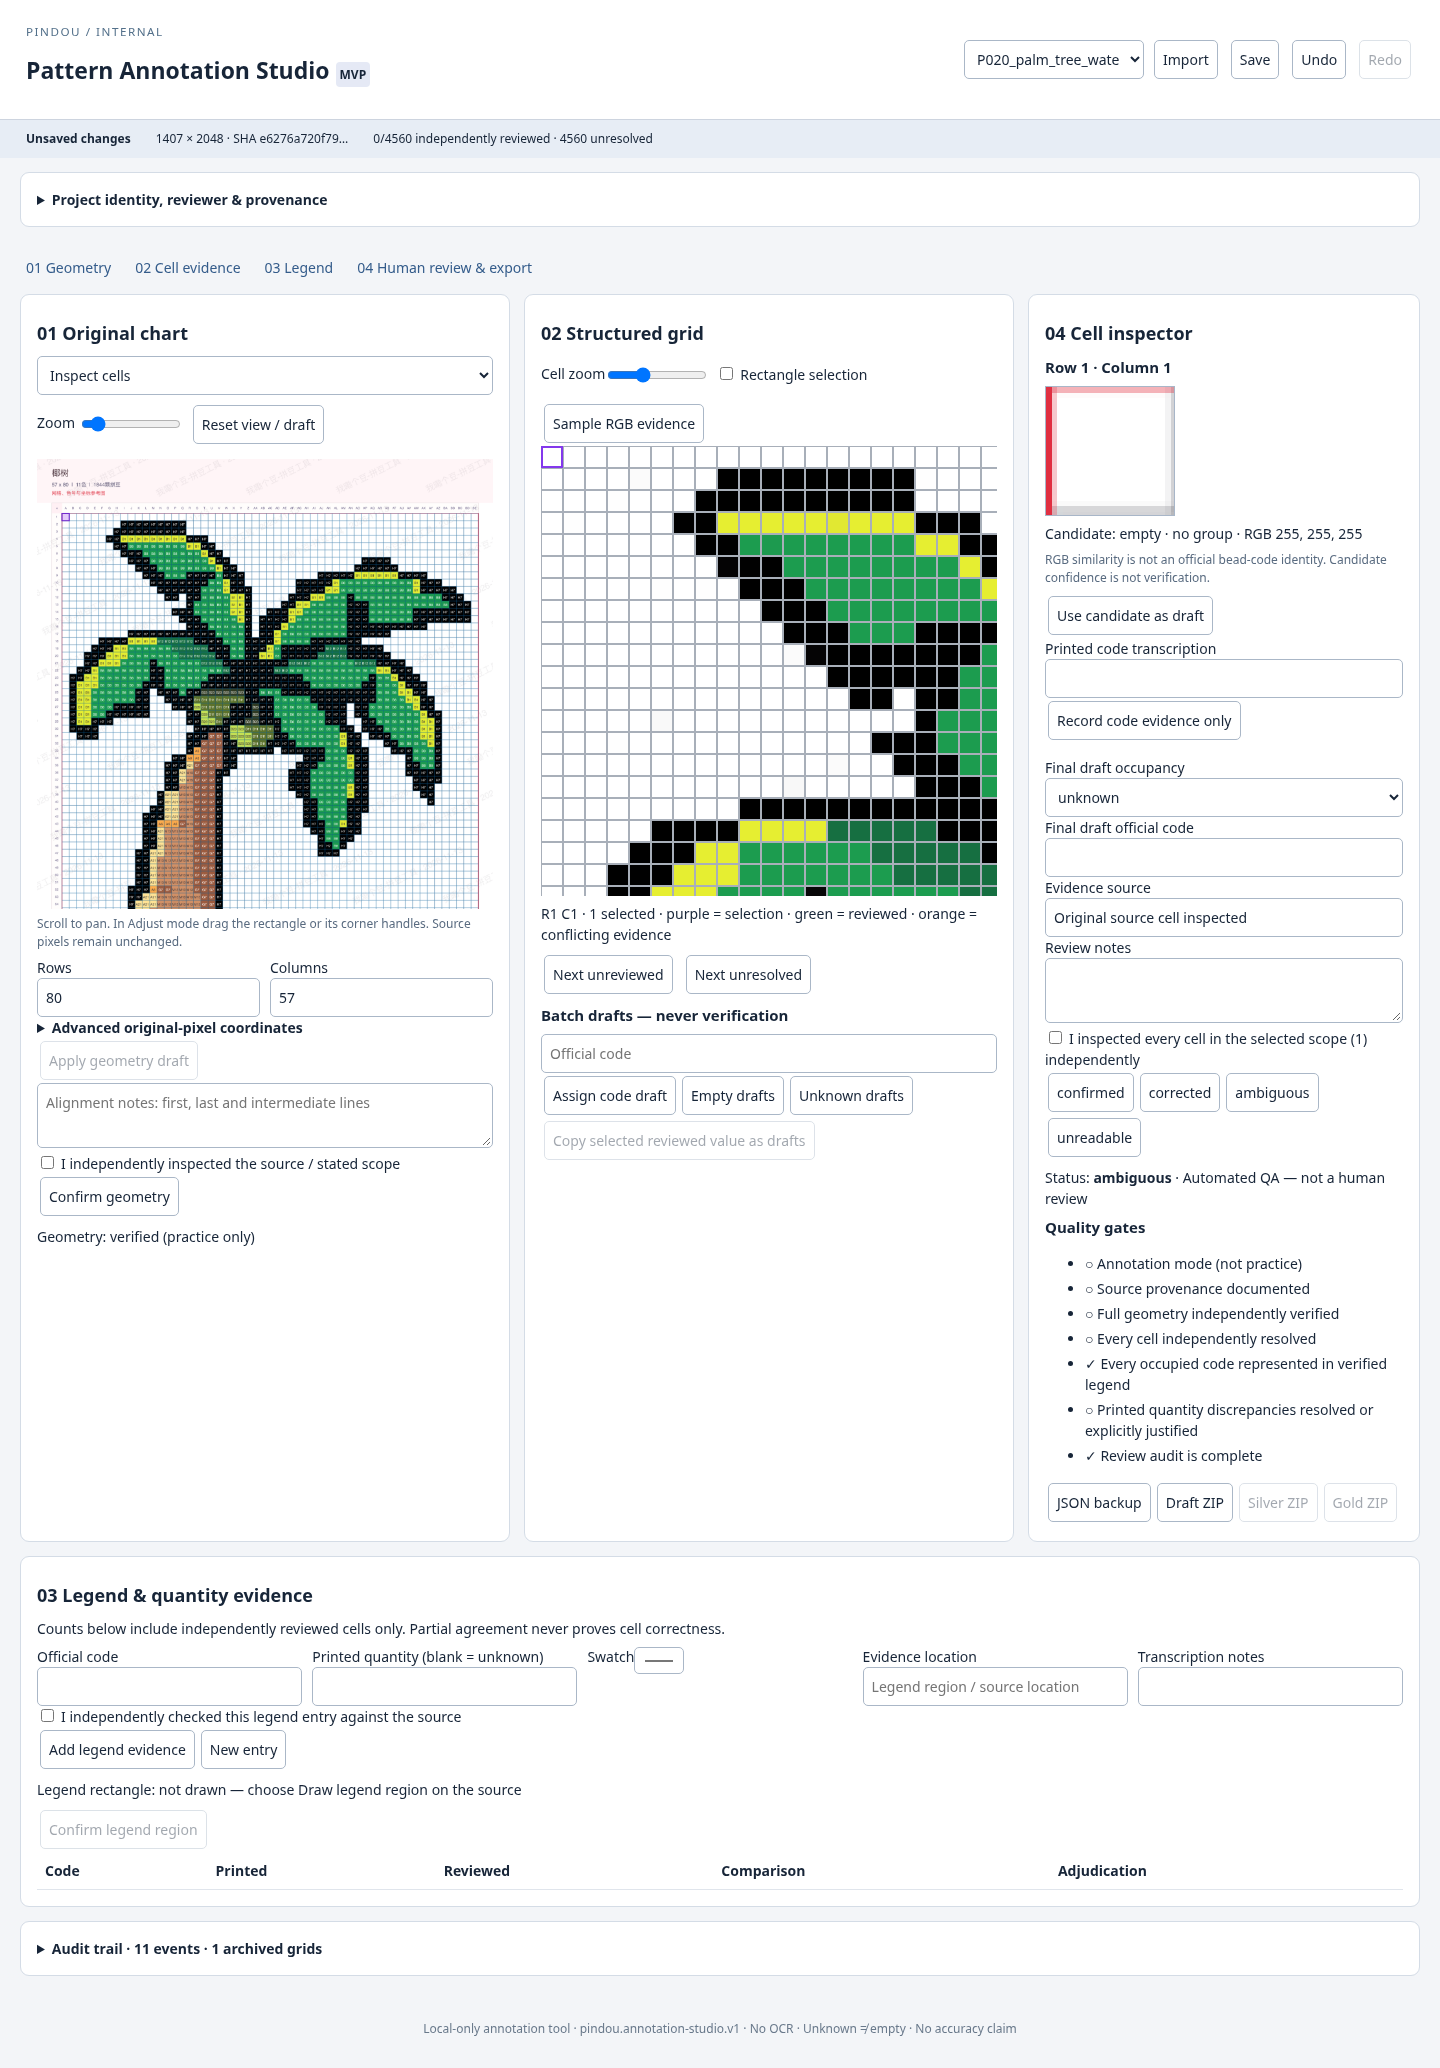 PINDOU / INTERNAL
Pattern Annotation Studio MVP
P020_palm_tree_wate
Import
Save
Undo
Redo
Unsaved changes
1407 × 2048 · SHA e6276a720f79...
0/4560 independently reviewed · 4560 unresolved
Project identity, reviewer & provenance
01 Geometry
02 Cell evidence
03 Legend
04 Human review & export
01 Original chart
Inspect cells
Zoom
Reset view / draft
椰树
Scroll to pan. In Adjust mode drag the rectangle or its corner handles. Source
pixels remain unchanged.
Rows
Columns
80
57
Advanced original-pixel coordinates
Apply geometry draft
Alignment notes: first, last and intermediate lines
I independently inspected the source / stated scope
Confirm geometry
Geometry: verified (practice only)
02 Structured grid
Cell zoom
Rectangle selection
Sample RGB evidence
R1 C1 · 1 selected · purple = selection · green = reviewed · orange =
conflicting evidence
Next unreviewed
Next unresolved
Batch drafts — never verification
Official code
Assign code draft
Empty drafts
Unknown drafts
Copy selected reviewed value as drafts
04 Cell inspector
Row 1 · Column 1
Candidate: empty · no group · RGB 255, 255, 255
RGB similarity is not an official bead-code identity. Candidate
confidence is not verification.
Use candidate as draft
Printed code transcription
Record code evidence only
Final draft occupancy
unknown
Final draft official code
Evidence source
Original source cell inspected
Review notes
I inspected every cell in the selected scope (1)
independently
confirmed
corrected
ambiguous
unreadable
Status: ambiguous · Automated QA — not a human
review
Quality gates
○ Annotation mode (not practice)
○ Source provenance documented
○ Full geometry independently verified
○ Every cell independently resolved
✓ Every occupied code represented in verified
legend
○ Printed quantity discrepancies resolved or
explicitly justified
✓ Review audit is complete
JSON backup
Draft ZIP
Silver ZIP
Gold ZIP
03 Legend & quantity evidence
Counts below include independently reviewed cells only. Partial agreement never proves cell correctness.
Official code
Printed quantity (blank = unknown)
Swatch
Evidence location
Transcription notes
Legend region / source location
I independently checked this legend entry against the source
Add legend evidence
New entry
Legend rectangle: not drawn — choose Draw legend region on the source
Confirm legend region
Code
Printed
Reviewed
Comparison
Adjudication
Audit trail · 11 events · 1 archived grids
Local-only annotation tool · pindou.annotation-studio.v1 · No OCR · Unknown ≠ empty · No accuracy claim